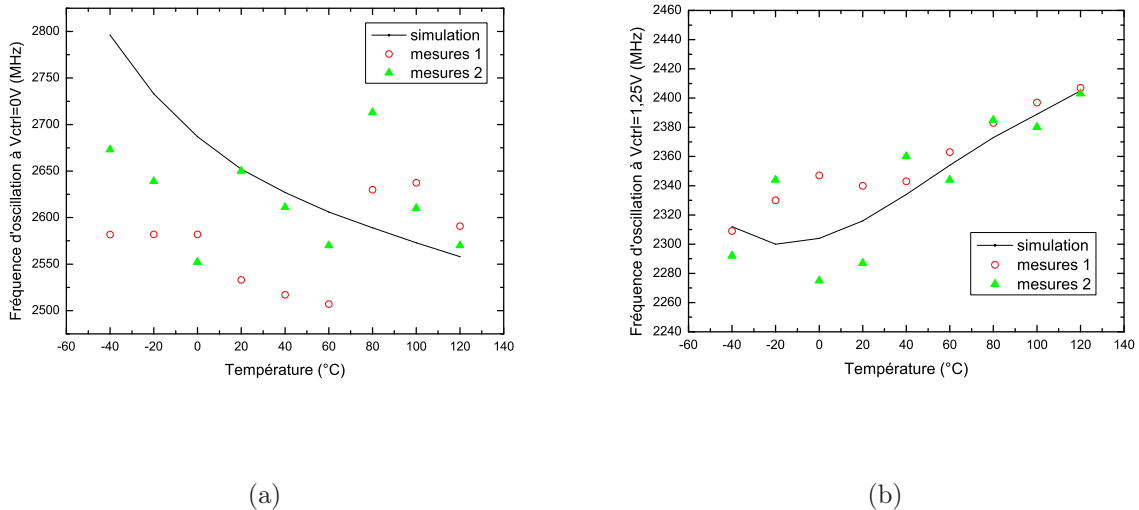 Fréquence d'oscillation à Vctrl=0V (MHz)
2800
2750
2700
2650
2600
2550
2500
-60 -40 -20 0 20 40 60 80 100 120 140
Température (°C)
simulation
mesures 1
mesures 2
(a)
Fréquence d'oscillation à Vctrl=1,25V (MHz)
2460
2440
2420
2400
2380
2360
2340
2320
2300
2280
2260
2240
-60 -40 -20 0 20 40 60 80 100 120 140
Température (°C)
simulation
mesures 1
mesures 2
(b)